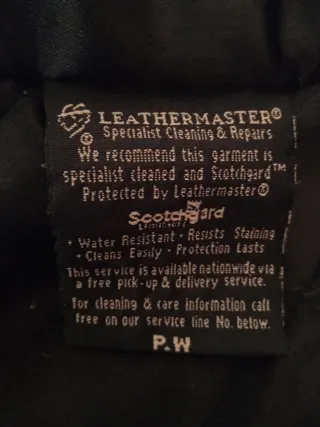 LEATHERMASTER®
Specialist Cleaning & Repairs
®
We recommend this garment is
specialist cleaned and Scotchgard™
Protected by Leathermaster®
Scotchgard
• Water Resistant • Resists Staining
• Cleans Easily • Protection Lasts
This service is available nationwide via
a free pick-up & delivery service.
For cleaning & care information call
free on our service line No. below.
P.W